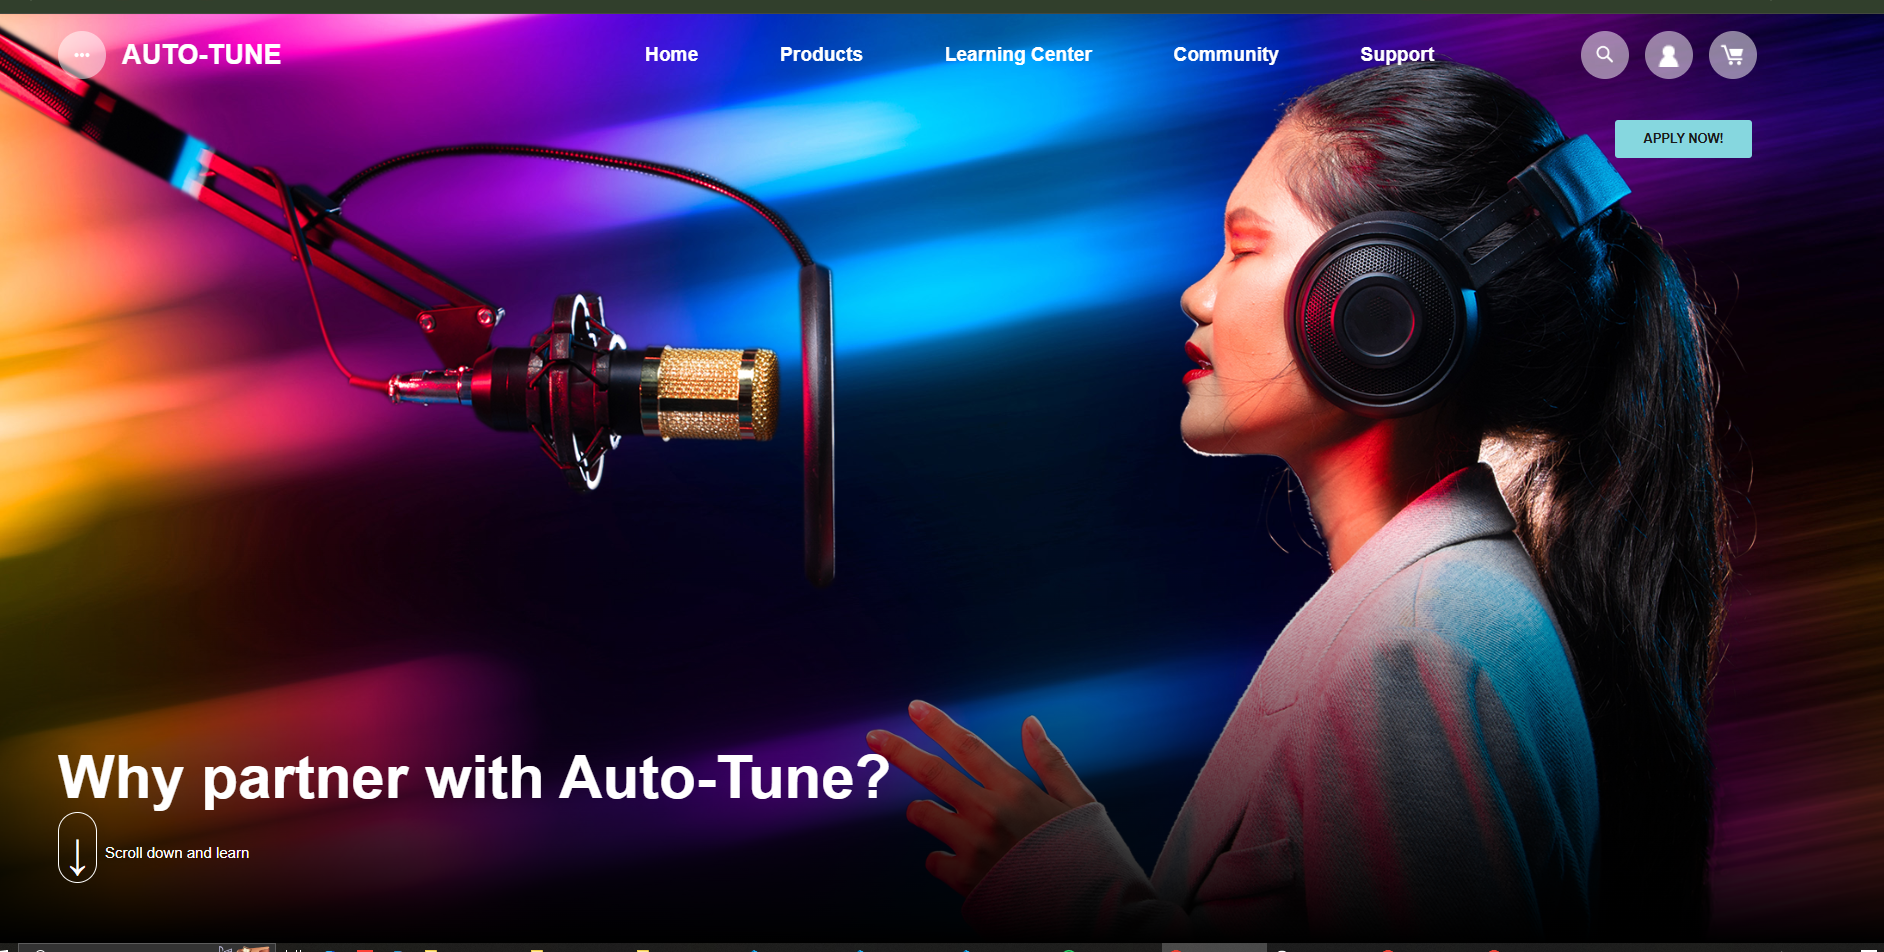 AUTO-TUNE
Home
Products
Learning Center
Community
Support
APPLY NOW!
Why partner with Auto-Tune?
Scroll down and learn